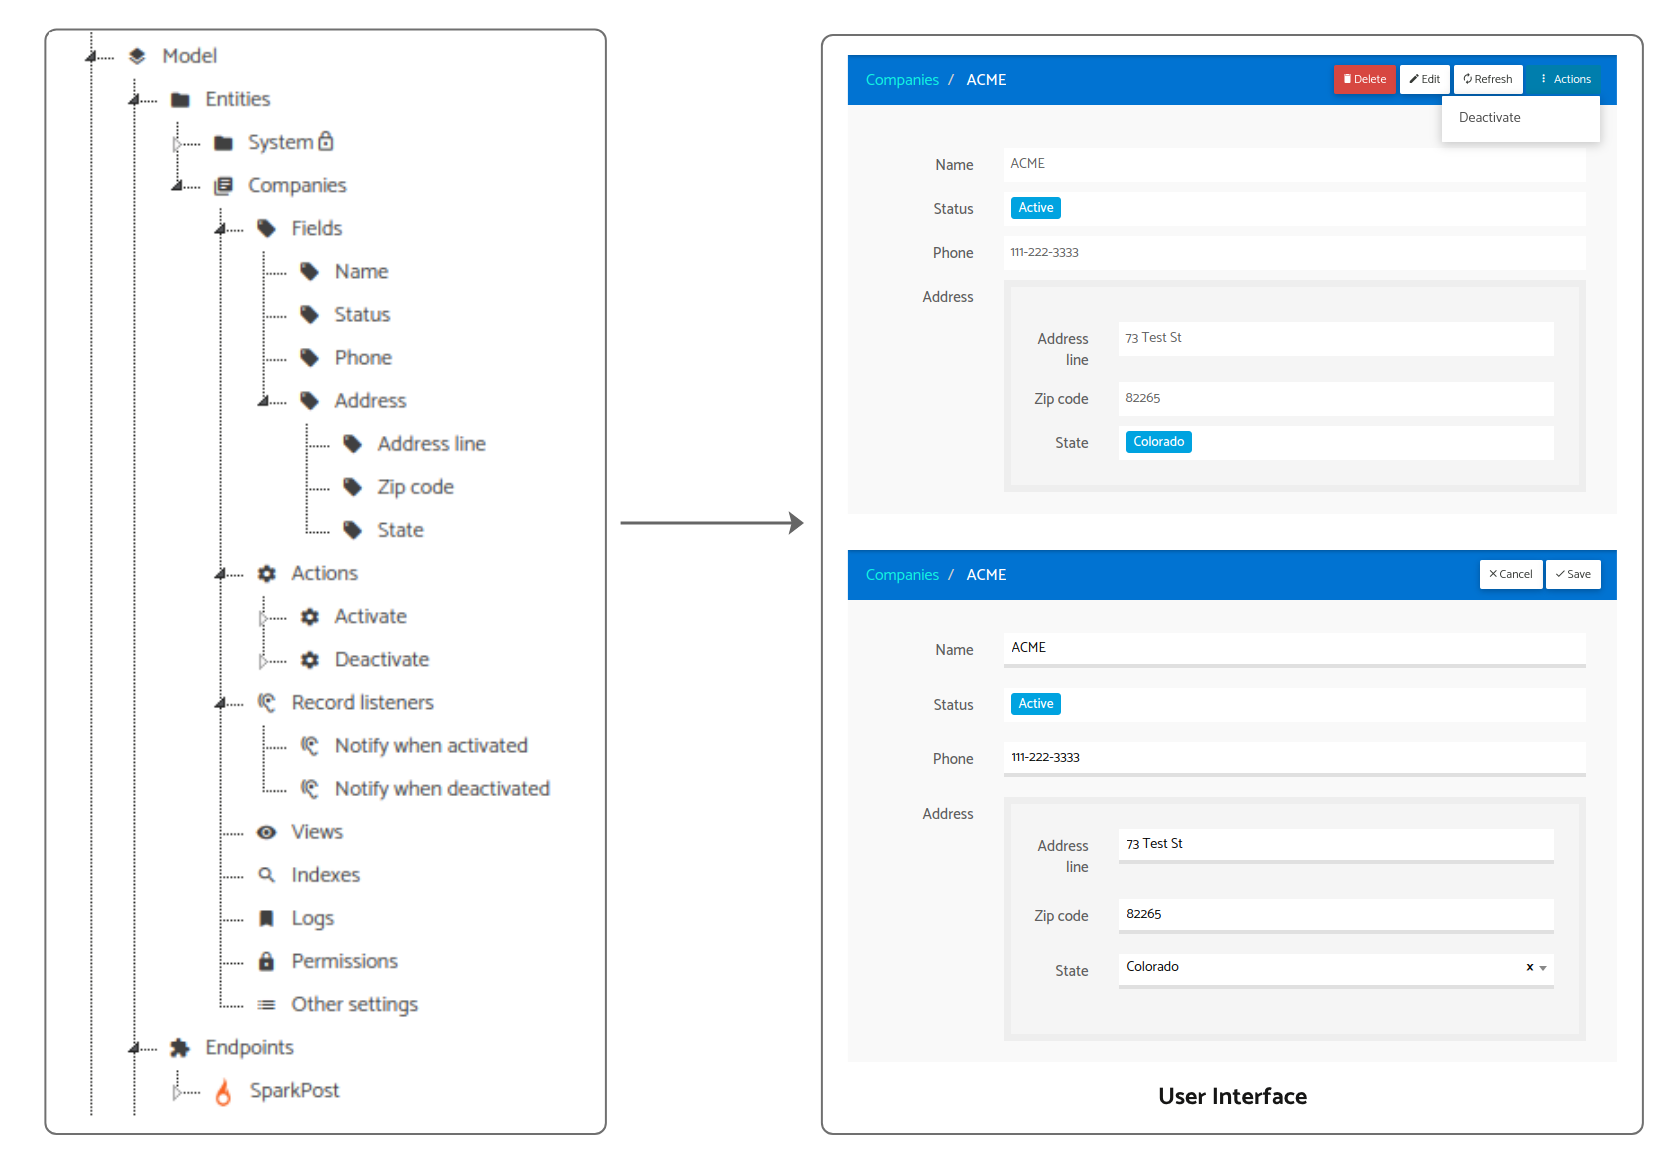 Model
Entities
System
Companies
Fields
Name
Status
Phone
Address
Address line
Zip code
State
Actions
Activate
Deactivate
Record listeners
Notify when activated
Notify when deactivated
Views
Indexes
Logs
Permissions
Other settings
Endpoints
SparkPost
Companies / ACME Delete Edit Refresh Actions
Deactivate
Name ACME
Status Active
Phone 111-222-3333
Address
Address 73 Test St
line
Zip code 82265
State Colorado
Companies / ACME Cancel Save
Name ACME
Status Active
Phone 111-222-3333
Address
Address 73 Test St
line
Zip code 82265
State Colorado x
User Interface